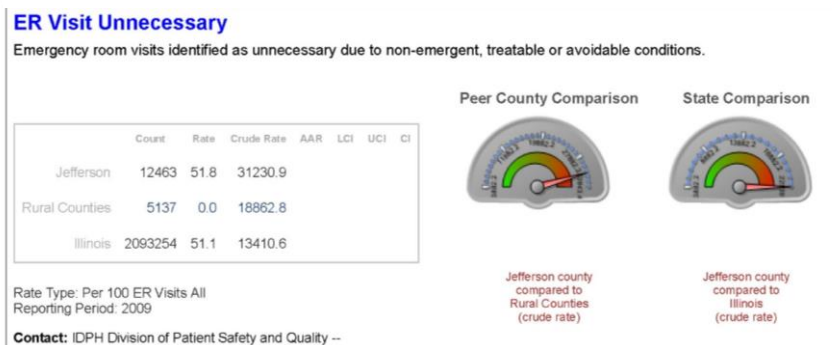 ER Visit Unnecessary
Emergency room visits identified as unnecessary due to non-emergent, treatable or avoidable conditions.
Peer County Comparison State Comparison
Count Rate Crude Rate AAR LCI UCI CI
Jefferson 12463 51.8 31230.9
Rural Counties 5137 0.0 18862.8
Illinois 2093254 51.1 13410.6
Jefferson county
compared to
Rural Counties
(crude rate)
Jefferson county
compared to
Illinois
(crude rate)
Rate Type: Per 100 ER Visits All
Reporting Period: 2009
Contact: IDPH Division of Patient Safety and Quality --